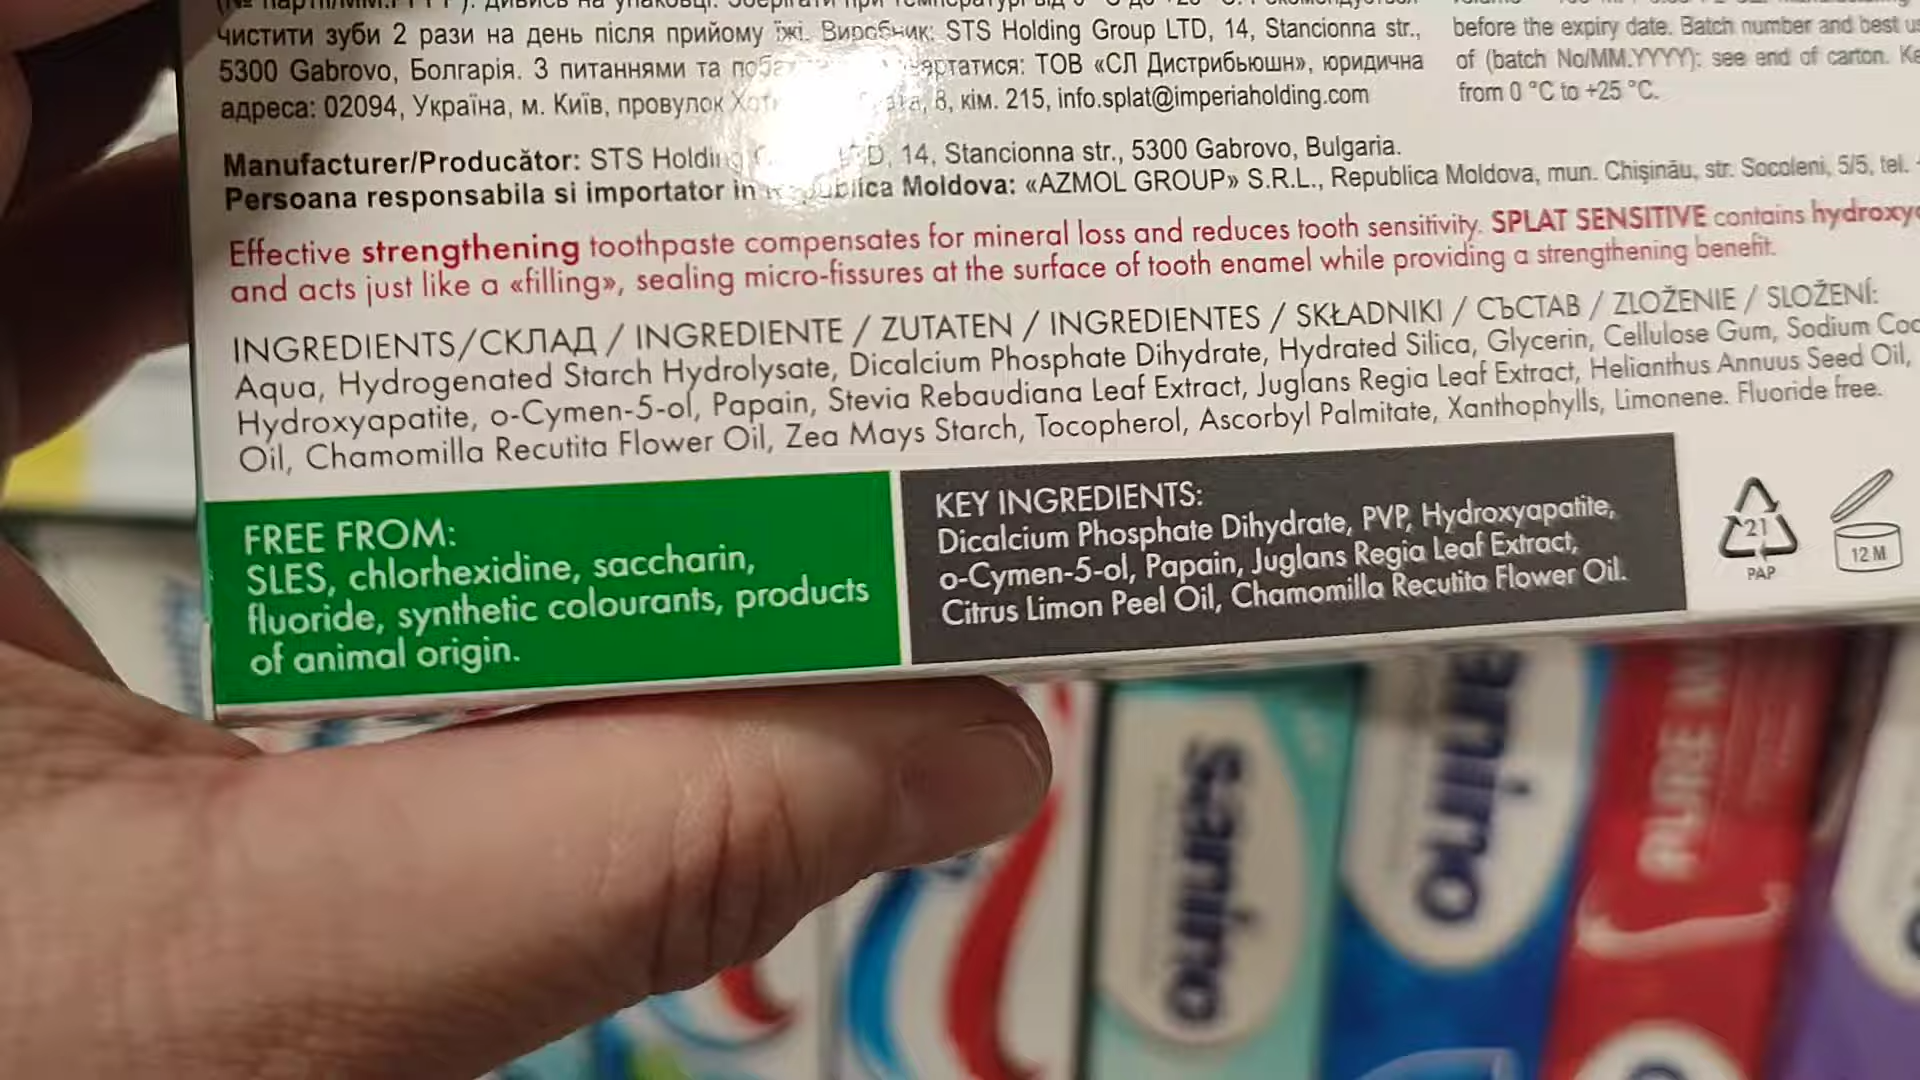 чистити зуби 2 рази на день після прийому їжі. Виробник: STS Holding Group LTD, 14, Stancionna str.,
5300 Gabrovo, Болгарія. З питаннями та ТОВ «СЛ Дистрибьюшн», юридична
адреса: 02094, Україна, м. Київ, провулок 8, кім. 215, info.splat@imperiaholding.com
before the expiry date. Batch number and best
of (batch No/MM.YYYY): see end of carton.
from 0 °C to +25 °C.
Manufacturer/Producător: STS Holding 14, Stancionna str., 5300 Gabrovo, Bulgaria.
Persoana responsabila si importator in Republica Moldova: «AZMOL GROUP» S.R.L., Republica Moldova, mun. Chişinău, str. Socoleni, 5/5, tel.
Effective strengthening toothpaste compensates for mineral loss and reduces tooth sensitivity. SPLAT SENSITIVE contains
and acts just like a «filling», sealing micro-fissures at the surface of tooth enamel while providing a strengthening benefit.
INGREDIENTS/СКЛАД / INGREDIENTE / ZUTATEN / INGREDIENTES / SKŁADNIKI / СЪСТАВ / ZLOŽENIE / SLOŽENÍ:
Aqua, Hydrogenated Starch Hydrolysate, Dicalcium Phosphate Dihydrate, Hydrated Silica, Glycerin, Cellulose Gum, Sodium
Hydroxyapatite, o-Cymen-5-ol, Papain, Stevia Rebaudiana Leaf Extract, Juglans Regia Leaf Extract, Helianthus Annuus Seed Oil,
Oil, Chamomilla Recutita Flower Oil, Zea Mays Starch, Tocopherol, Ascorbyl Palmitate, Xanthophylls, Limonene. Fluoride free.
FREE FROM:
SLES, chlorhexidine, saccharin,
fluoride, synthetic colourants, products
of animal origin.
KEY INGREDIENTS:
Dicalcium Phosphate Dihydrate, PVP, Hydroxyapatite,
o-Cymen-5-ol, Papain, Juglans Regia Leaf Extract,
Citrus Limon Peel Oil, Chamomilla Recutita Flower Oil.
21
PAP
12 M
Sanino
PURE